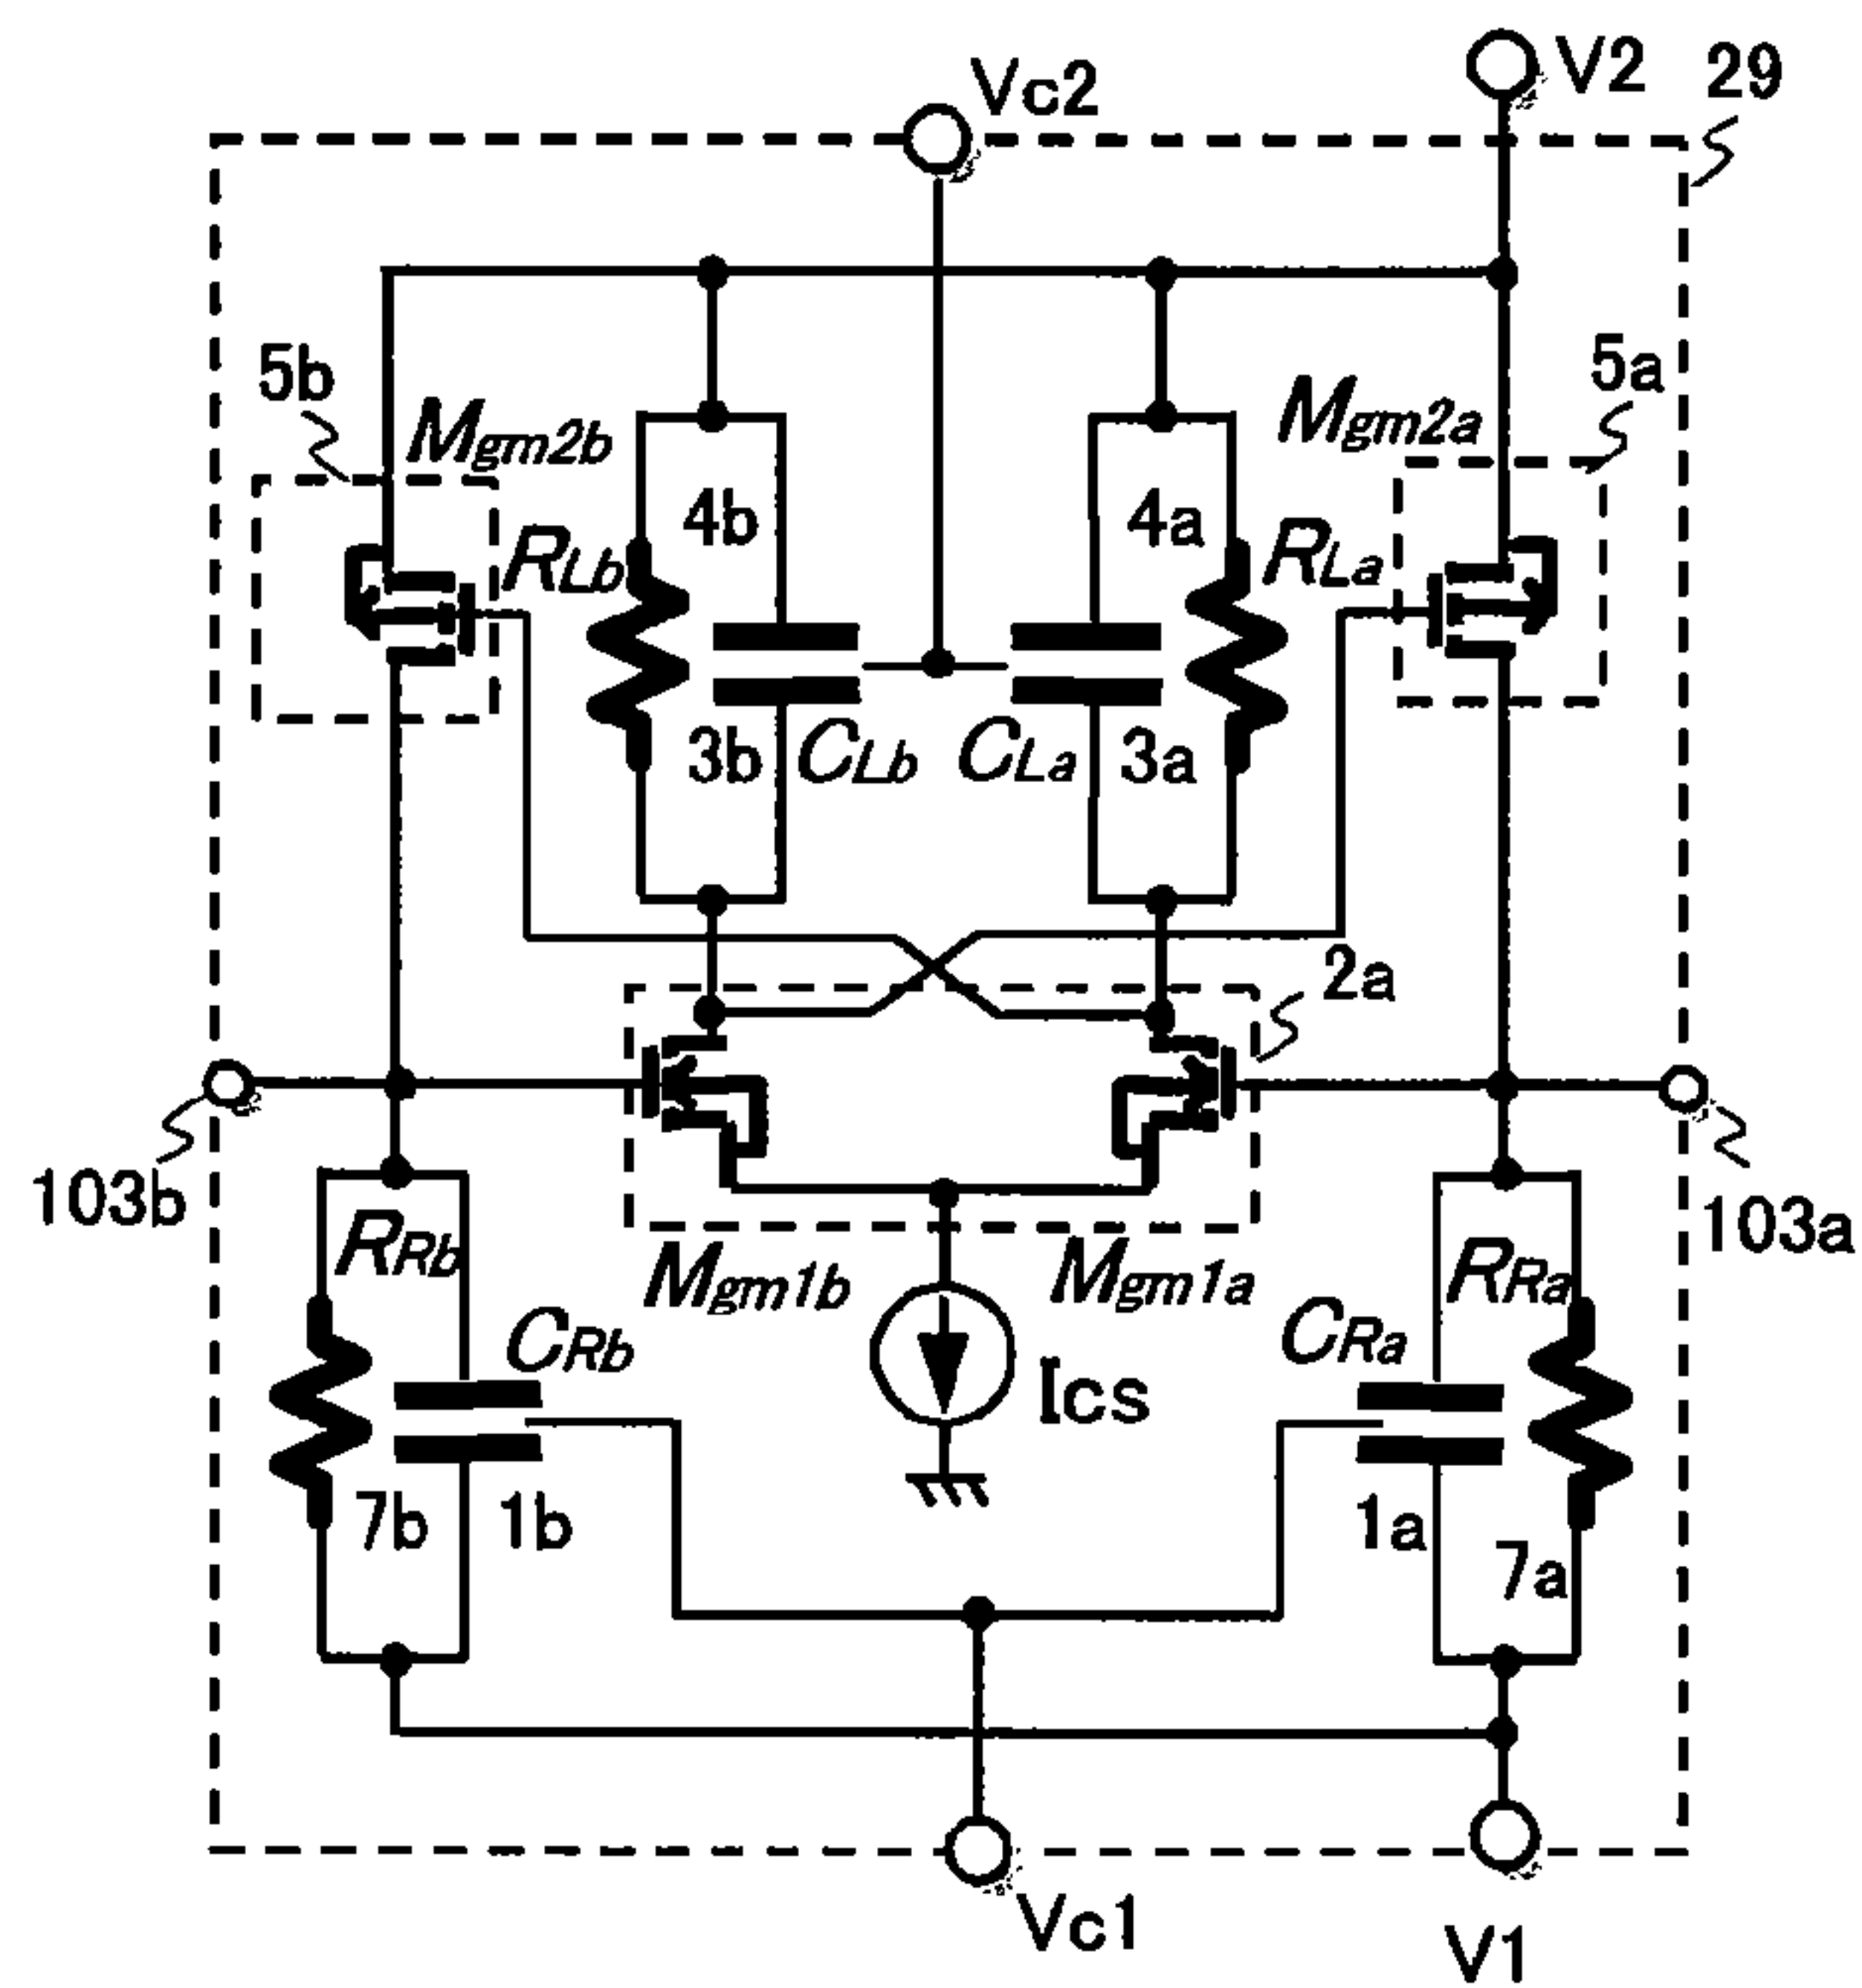 Vc2
V2
29
5b
5a
Mgm2b
Mgm2a
4b
4a
RLb
RLa
3b
CLb
CLa
3a
2a
103b
103a
RRb
Mgm1b
Mgm1a
RRa
CRb
CRa
Ics
7b
1b
1a
7a
Vc1
V1